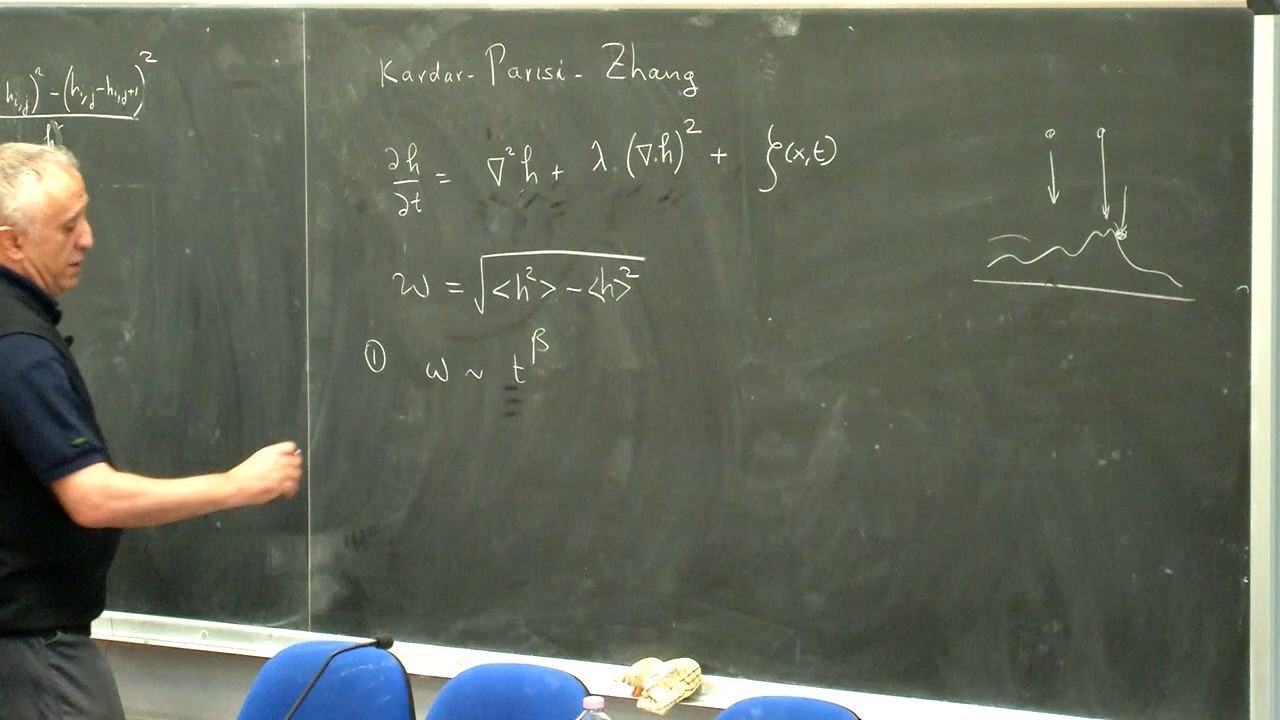 h_{i,j})² - (h_{i,j} - h_{i,j+1})²
h
Kardar - Parisi - Zhang
∂h/∂t = ∇²h + λ.(∇.h)² + ξ(x,t)
w = √(<h²> - <h>²)
① w ~ t^β